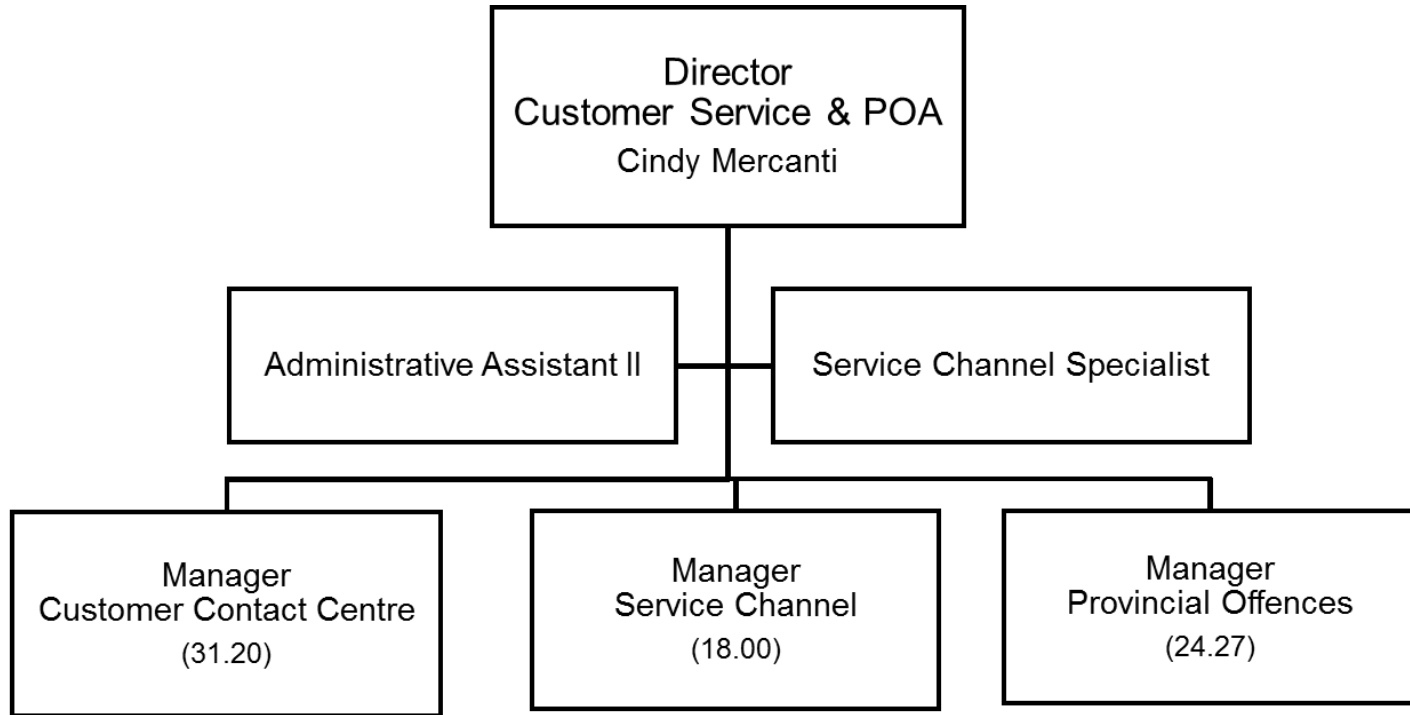 Director
Customer Service & POA
Cindy Mercanti
Administrative Assistant II
Service Channel Specialist
Manager
Customer Contact Centre
(31.20)
Manager
Service Channel
(18.00)
Manager
Provincial Offences
(24.27)